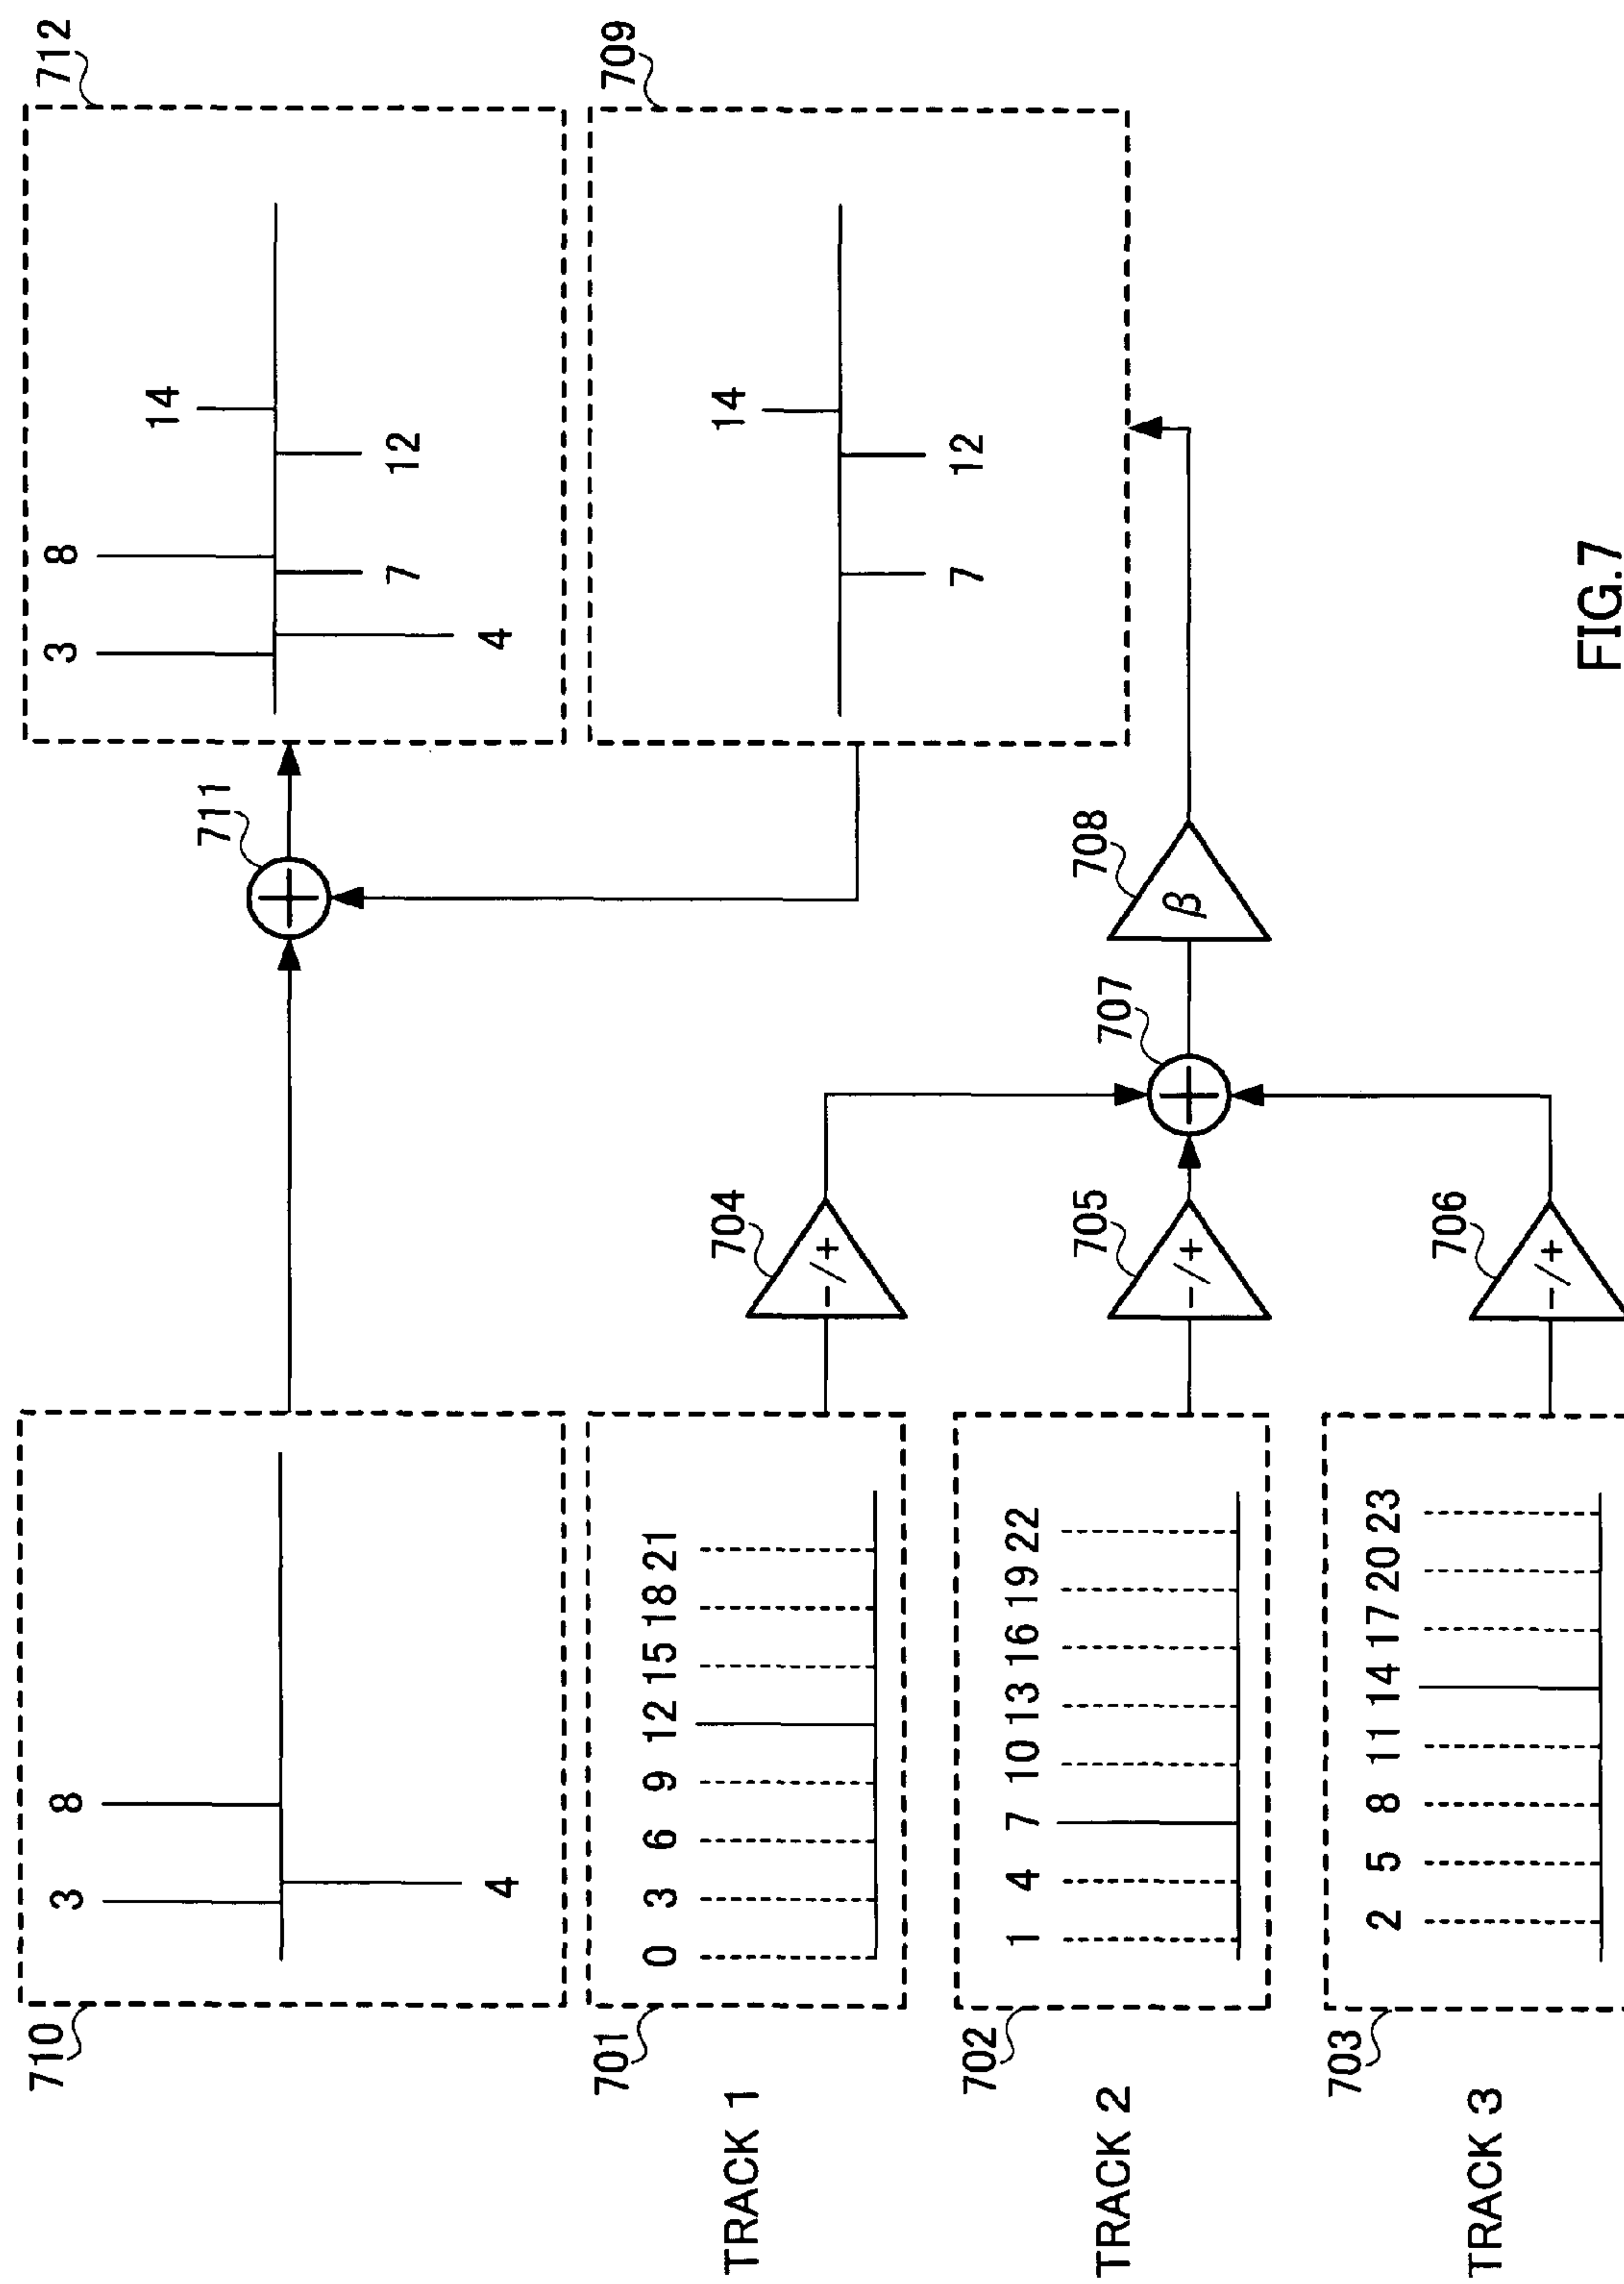 710
3 8
4
711
712
3 8 14
4 7 12
TRACK 1
701
0 3 6 9 12 15 18 21
704
-/+
709
14
7 12
TRACK 2
702
1 4 7 10 13 16 19 22
705
-/+
707
708
β
TRACK 3
703
2 5 8 11 14 17 20 23
706
-/+
FIG.7